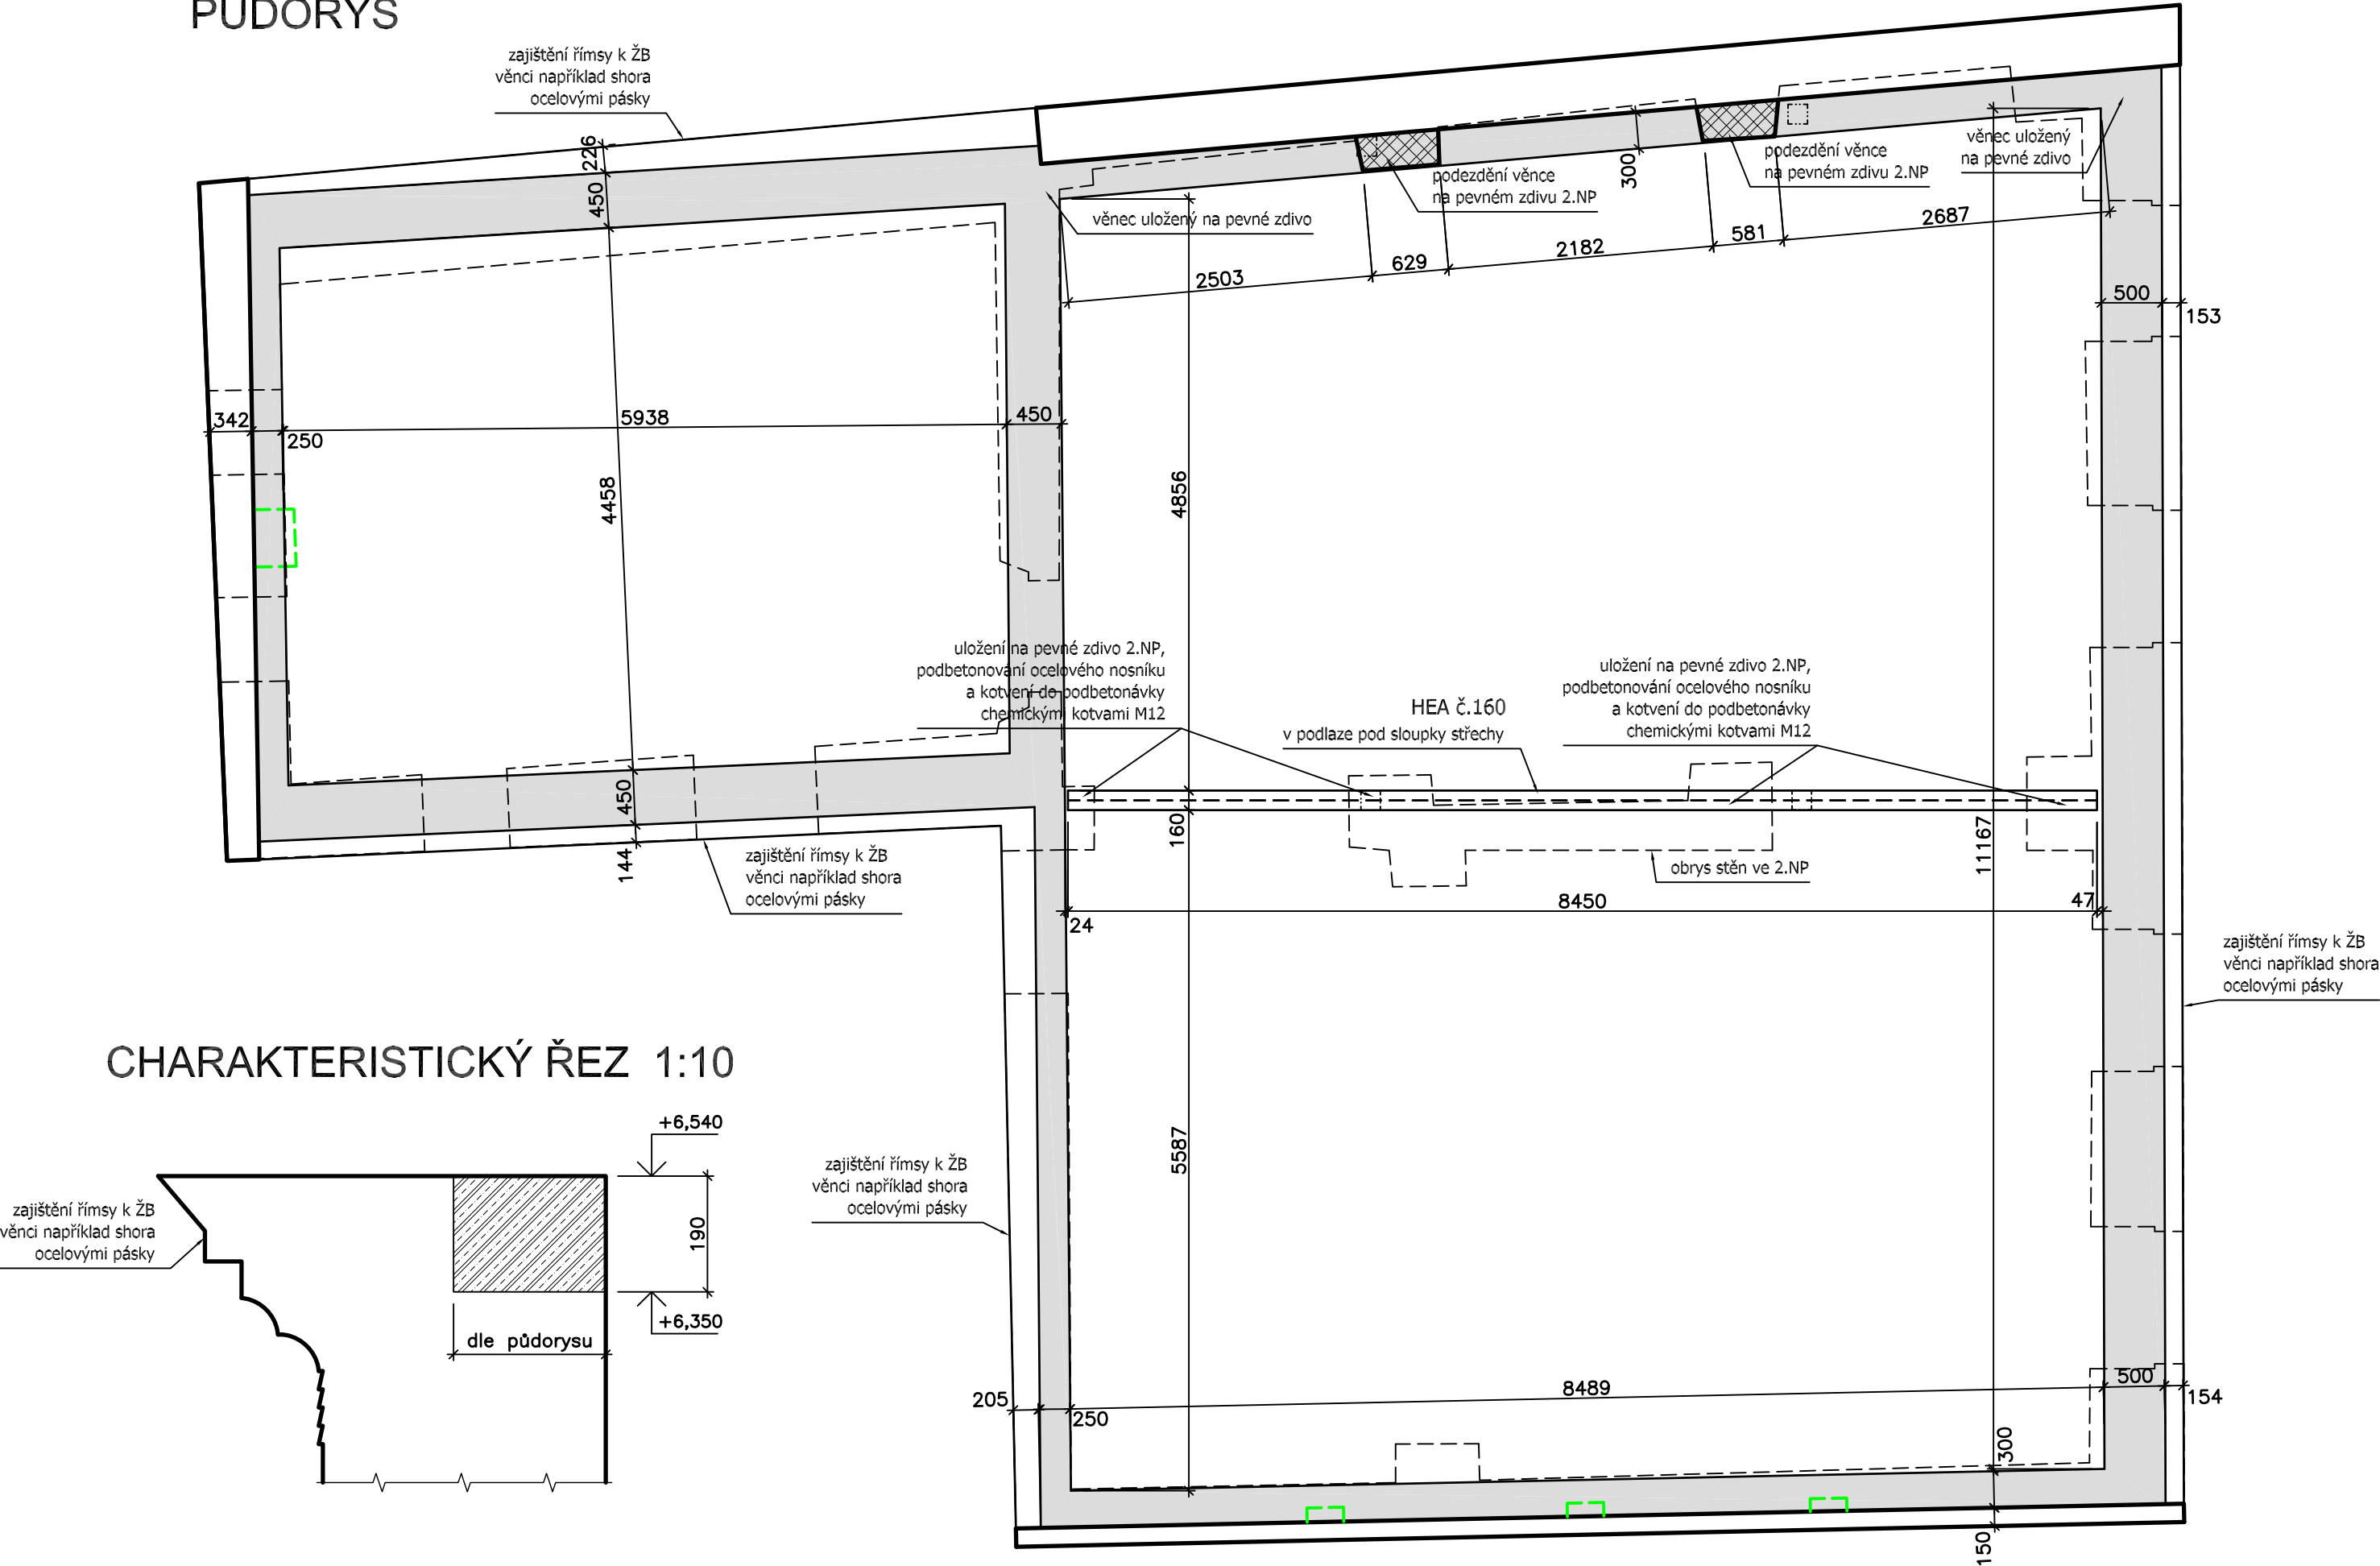 PŮDORYS
zajištění římsy k ŽB
věnci například shora
ocelovými pásky
226
450
300
podezdění věnce
na pevném zdivu 2.NP
podezdění věnce
na pevném zdivu 2.NP
věnec uložený
na pevné zdivo
věnec uložený na pevné zdivo
2503
629
2182
581
2687
500
153
342
250
5938
450
4458
4856
uložení na pevné zdivo 2.NP,
podbetonování ocelového nosníku
a kotvení do podbetonávky
chemickými kotvami M12
HEA č.160
v podlaze pod sloupky střechy
uložení na pevné zdivo 2.NP,
podbetonování ocelového nosníku
a kotvení do podbetonávky
chemickými kotvami M12
450
144
160
11167
zajištění římsy k ŽB
věnci například shora
ocelovými pásky
obrys stěn ve 2.NP
24
8450
47
zajištění římsy k ŽB
věnci například shora
ocelovými pásky
CHARAKTERISTICKÝ ŘEZ 1:10
+6,540
190
+6,350
dle půdorysu
zajištění římsy k ŽB
věnci například shora
ocelovými pásky
zajištění římsy k ŽB
věnci například shora
ocelovými pásky
5587
205
250
8489
500
154
300
150